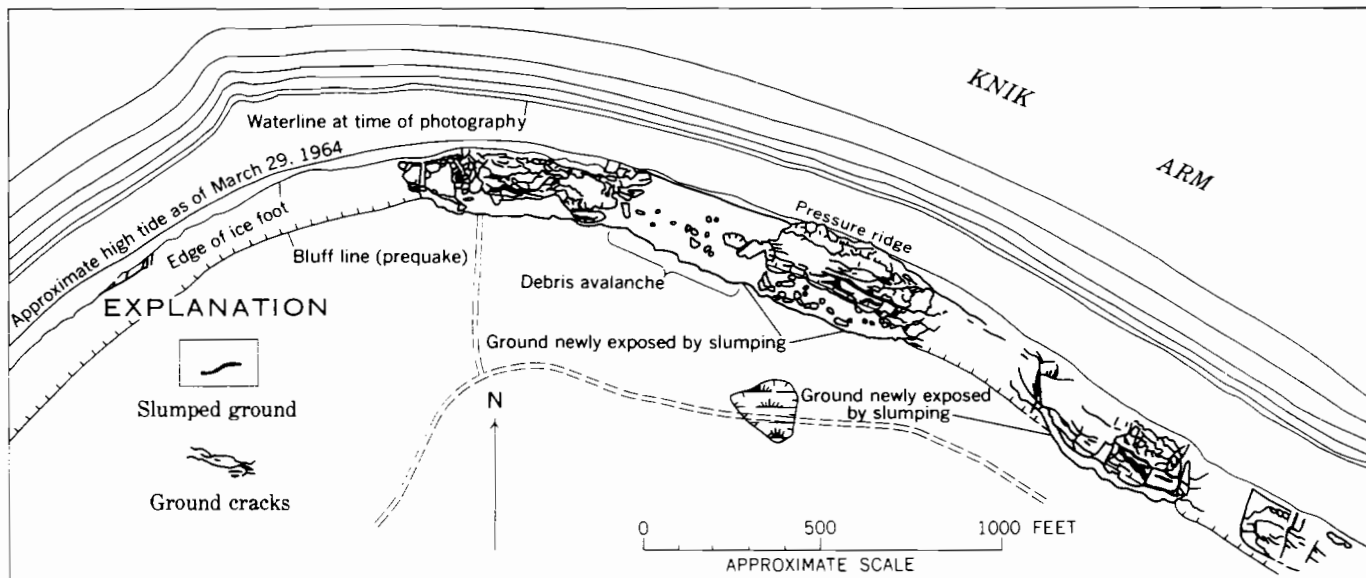 KNIK
ARM
Waterline at time of photography
Approximate high tide as of March 29, 1964
Edge of ice foot
Bluff line (prequake)
Pressure ridge
Debris avalanche
EXPLANATION
Slumped ground
Ground cracks
Ground newly exposed by slumping
Ground newly exposed
by slumping
N
0 500 1000 FEET
APPROXIMATE SCALE